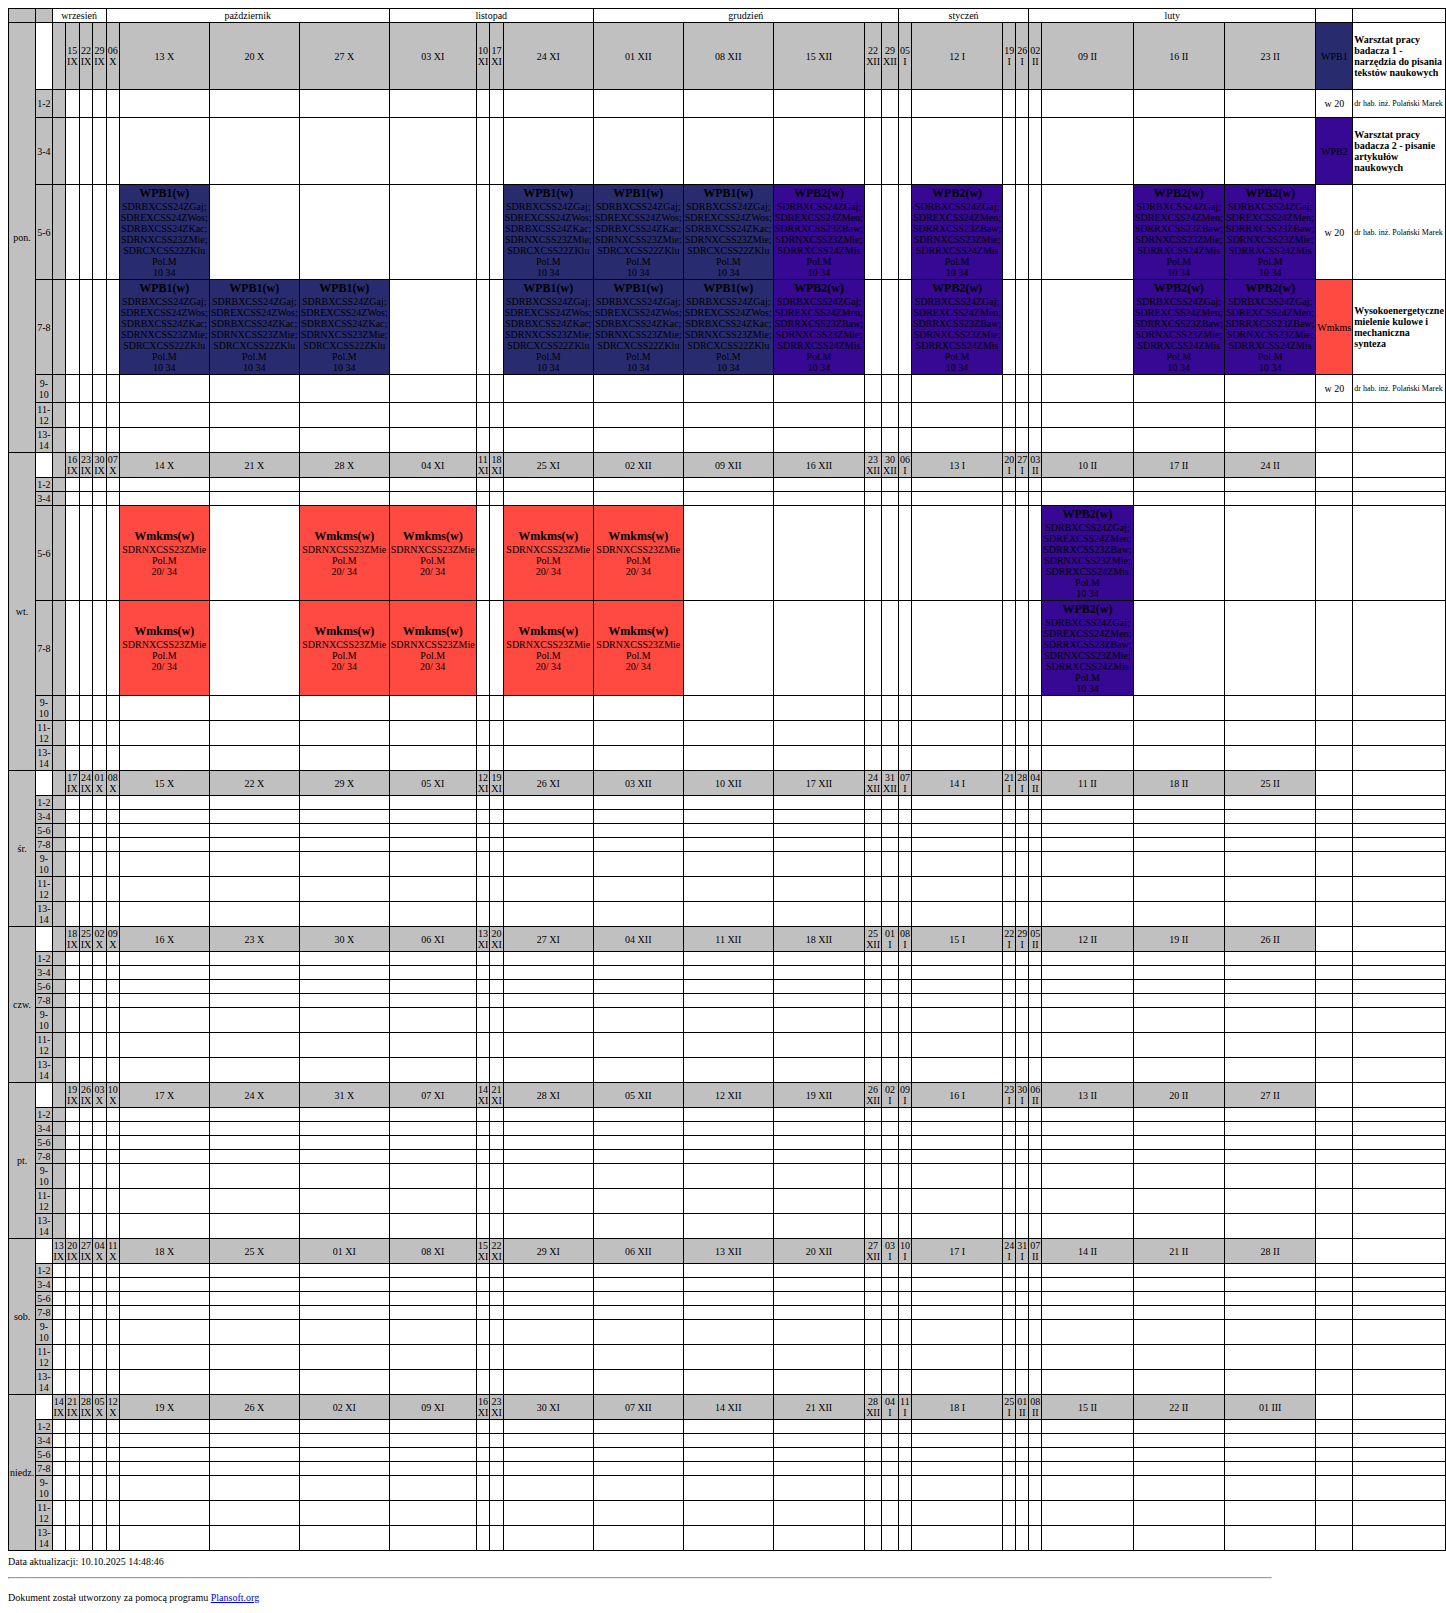 wrzesień październik listopad grudzień styczeń luty
pon. 15 IX 22 IX 29 IX 06 X 13 X 20 X 27 X 03 XI 10 XI 17 XI 24 XI 01 XII 08 XII 15 XII 22 XII 29 XII 05 I 12 I 19 I 26 I 02 II 09 II 16 II 23 II WPB1 Warsztat pracy badacza 1 - narzędzia do pisania tekstów naukowych
1-2 w 20 dr hab. inż. Polański Marek
3-4 WPB2 Warsztat pracy badacza 2 - pisanie artykułów naukowych
5-6 w 20 dr hab. inż. Polański Marek
WPB1(w) WPB1(w) WPB1(w) WPB1(w) WPB2(w) WPB2(w) WPB2(w) WPB2(w)
SDRBXCSS24ZGaj; SDRBXCSS24ZGaj; SDRBXCSS24ZGaj; SDRBXCSS24ZGaj; SDRBXCSS24ZGaj; SDRBXCSS24ZGaj; SDRBXCSS24ZGaj; SDRBXCSS24ZGaj;
SDREXCSS24ZWos; SDREXCSS24ZWos; SDREXCSS24ZWos; SDREXCSS24ZWos; SDREXCSS24ZMen; SDREXCSS24ZMen; SDREXCSS24ZMen; SDREXCSS24ZMen;
SDRBXCSS24ZKac; SDRBXCSS24ZKac; SDRBXCSS24ZKac; SDRBXCSS24ZKac; SDRRXCSS23ZBaw; SDRRXCSS23ZBaw; SDRRXCSS23ZBaw; SDRRXCSS23ZBaw;
SDRNXCSS23ZMie; SDRNXCSS23ZMie; SDRNXCSS23ZMie; SDRNXCSS23ZMie; SDRNXCSS23ZMie; SDRNXCSS23ZMie; SDRNXCSS23ZMie; SDRNXCSS23ZMie;
SDRCXCSS22ZKlu SDRCXCSS22ZKlu SDRCXCSS22ZKlu SDRCXCSS22ZKlu SDRRXCSS24ZMis SDRRXCSS24ZMis SDRRXCSS24ZMis SDRRXCSS24ZMis
Pol.M Pol.M Pol.M Pol.M Pol.M Pol.M Pol.M Pol.M
10 34 10 34 10 34 10 34 10 34 10 34 10 34 10 34
7-8 Wmkms Wysokoenergetyczne mielenie kulowe i mechaniczna synteza
WPB1(w) WPB1(w) WPB1(w) WPB1(w) WPB1(w) WPB1(w) WPB2(w) WPB2(w) WPB2(w) WPB2(w)
SDRBXCSS24ZGaj; SDRBXCSS24ZGaj; SDRBXCSS24ZGaj; SDRBXCSS24ZGaj; SDRBXCSS24ZGaj; SDRBXCSS24ZGaj; SDRBXCSS24ZGaj; SDRBXCSS24ZGaj; SDRBXCSS24ZGaj; SDRBXCSS24ZGaj;
SDREXCSS24ZWos; SDREXCSS24ZWos; SDREXCSS24ZWos; SDREXCSS24ZWos; SDREXCSS24ZWos; SDREXCSS24ZWos; SDREXCSS24ZMen; SDREXCSS24ZMen; SDREXCSS24ZMen; SDREXCSS24ZMen;
SDRBXCSS24ZKac; SDRBXCSS24ZKac; SDRBXCSS24ZKac; SDRBXCSS24ZKac; SDRBXCSS24ZKac; SDRBXCSS24ZKac; SDRRXCSS23ZBaw; SDRRXCSS23ZBaw; SDRRXCSS23ZBaw; SDRRXCSS23ZBaw;
SDRNXCSS23ZMie; SDRNXCSS23ZMie; SDRNXCSS23ZMie; SDRNXCSS23ZMie; SDRNXCSS23ZMie; SDRNXCSS23ZMie; SDRNXCSS23ZMie; SDRNXCSS23ZMie; SDRNXCSS23ZMie; SDRNXCSS23ZMie;
SDRCXCSS22ZKlu SDRCXCSS22ZKlu SDRCXCSS22ZKlu SDRCXCSS22ZKlu SDRCXCSS22ZKlu SDRCXCSS22ZKlu SDRRXCSS24ZMis SDRRXCSS24ZMis SDRRXCSS24ZMis SDRRXCSS24ZMis
Pol.M Pol.M Pol.M Pol.M Pol.M Pol.M Pol.M Pol.M Pol.M Pol.M
10 34 10 34 10 34 10 34 10 34 10 34 10 34 10 34 10 34 10 34
9-10 w 20 dr hab. inż. Polański Marek
11-12
13-14
wt. 16 IX 23 IX 30 IX 07 X 14 X 21 X 28 X 04 XI 11 XI 18 XI 25 XI 02 XII 09 XII 16 XII 23 XII 30 XII 06 I 13 I 20 I 27 I 03 II 10 II 17 II 24 II
1-2
3-4
5-6
Wmkms(w) Wmkms(w) Wmkms(w) Wmkms(w) Wmkms(w) WPB2(w)
SDRNXCSS23ZMie SDRNXCSS23ZMie SDRNXCSS23ZMie SDRNXCSS23ZMie SDRNXCSS23ZMie SDRBXCSS24ZGaj;
Pol.M Pol.M Pol.M Pol.M Pol.M SDREXCSS24ZMen;
20/ 34 20/ 34 20/ 34 20/ 34 20/ 34 SDRRXCSS23ZBaw;
SDRNXCSS23ZMie;
SDRRXCSS24ZMis
Pol.M
10 34
7-8
Wmkms(w) Wmkms(w) Wmkms(w) Wmkms(w) Wmkms(w) WPB2(w)
SDRNXCSS23ZMie SDRNXCSS23ZMie SDRNXCSS23ZMie SDRNXCSS23ZMie SDRNXCSS23ZMie SDRBXCSS24ZGaj;
Pol.M Pol.M Pol.M Pol.M Pol.M SDREXCSS24ZMen;
20/ 34 20/ 34 20/ 34 20/ 34 20/ 34 SDRRXCSS23ZBaw;
SDRNXCSS23ZMie;
SDRRXCSS24ZMis
Pol.M
10 34
9-10
11-12
13-14
śr. 17 IX 24 IX 01 X 08 X 15 X 22 X 29 X 05 XI 12 XI 19 XI 26 XI 03 XII 10 XII 17 XII 24 XII 31 XII 07 I 14 I 21 I 28 I 04 II 11 II 18 II 25 II
1-2
3-4
5-6
7-8
9-10
11-12
13-14
czw. 18 IX 25 IX 02 X 09 X 16 X 23 X 30 X 06 XI 13 XI 20 XI 27 XI 04 XII 11 XII 18 XII 25 XII 01 I 08 I 15 I 22 I 29 I 05 II 12 II 19 II 26 II
1-2
3-4
5-6
7-8
9-10
11-12
13-14
pt. 19 IX 26 IX 03 X 10 X 17 X 24 X 31 X 07 XI 14 XI 21 XI 28 XI 05 XII 12 XII 19 XII 26 XII 02 I 09 I 16 I 23 I 30 I 06 II 13 II 20 II 27 II
1-2
3-4
5-6
7-8
9-10
11-12
13-14
sob. 13 IX 20 IX 27 IX 04 X 11 X 18 X 25 X 01 XI 08 XI 15 XI 22 XI 29 XI 06 XII 13 XII 20 XII 27 XII 03 I 10 I 17 I 24 I 31 I 07 II 14 II 21 II 28 II
1-2
3-4
5-6
7-8
9-10
11-12
13-14
niedz. 14 IX 21 IX 28 IX 05 X 12 X 19 X 26 X 02 XI 09 XI 16 XI 23 XI 30 XI 07 XII 14 XII 21 XII 28 XII 04 I 11 I 18 I 25 I 01 II 08 II 15 II 22 II 01 III
1-2
3-4
5-6
7-8
9-10
11-12
13-14
Data aktualizacji: 10.10.2025 14:48:46
Dokument został utworzony za pomocą programu Plansoft.org